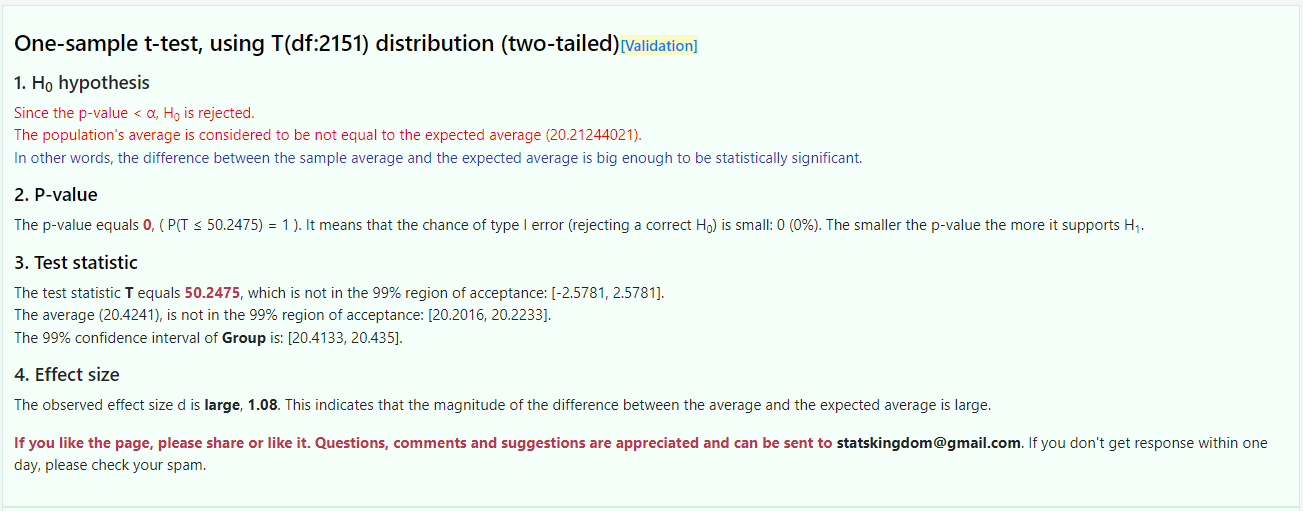 One-sample t-test, using T(df:2151) distribution (two-tailed)[Validation]
1. H₀ hypothesis
Since the p-value < α, H₀ is rejected.
The population's average is considered to be not equal to the expected average (20.21244021).
In other words, the difference between the sample average and the expected average is big enough to be statistically significant.
2. P-value
The p-value equals 0, ( P(T ≤ 50.2475) = 1 ). It means that the chance of type I error (rejecting a correct H₀) is small: 0 (0%). The smaller the p-value the more it supports H₁.
3. Test statistic
The test statistic T equals 50.2475, which is not in the 99% region of acceptance: [-2.5781, 2.5781].
The average (20.4241), is not in the 99% region of acceptance: [20.2016, 20.2233].
The 99% confidence interval of Group is: [20.4133, 20.435].
4. Effect size
The observed effect size d is large, 1.08. This indicates that the magnitude of the difference between the average and the expected average is large.
If you like the page, please share or like it. Questions, comments and suggestions are appreciated and can be sent to statskingdom@gmail.com. If you don't get response within one
day, please check your spam.